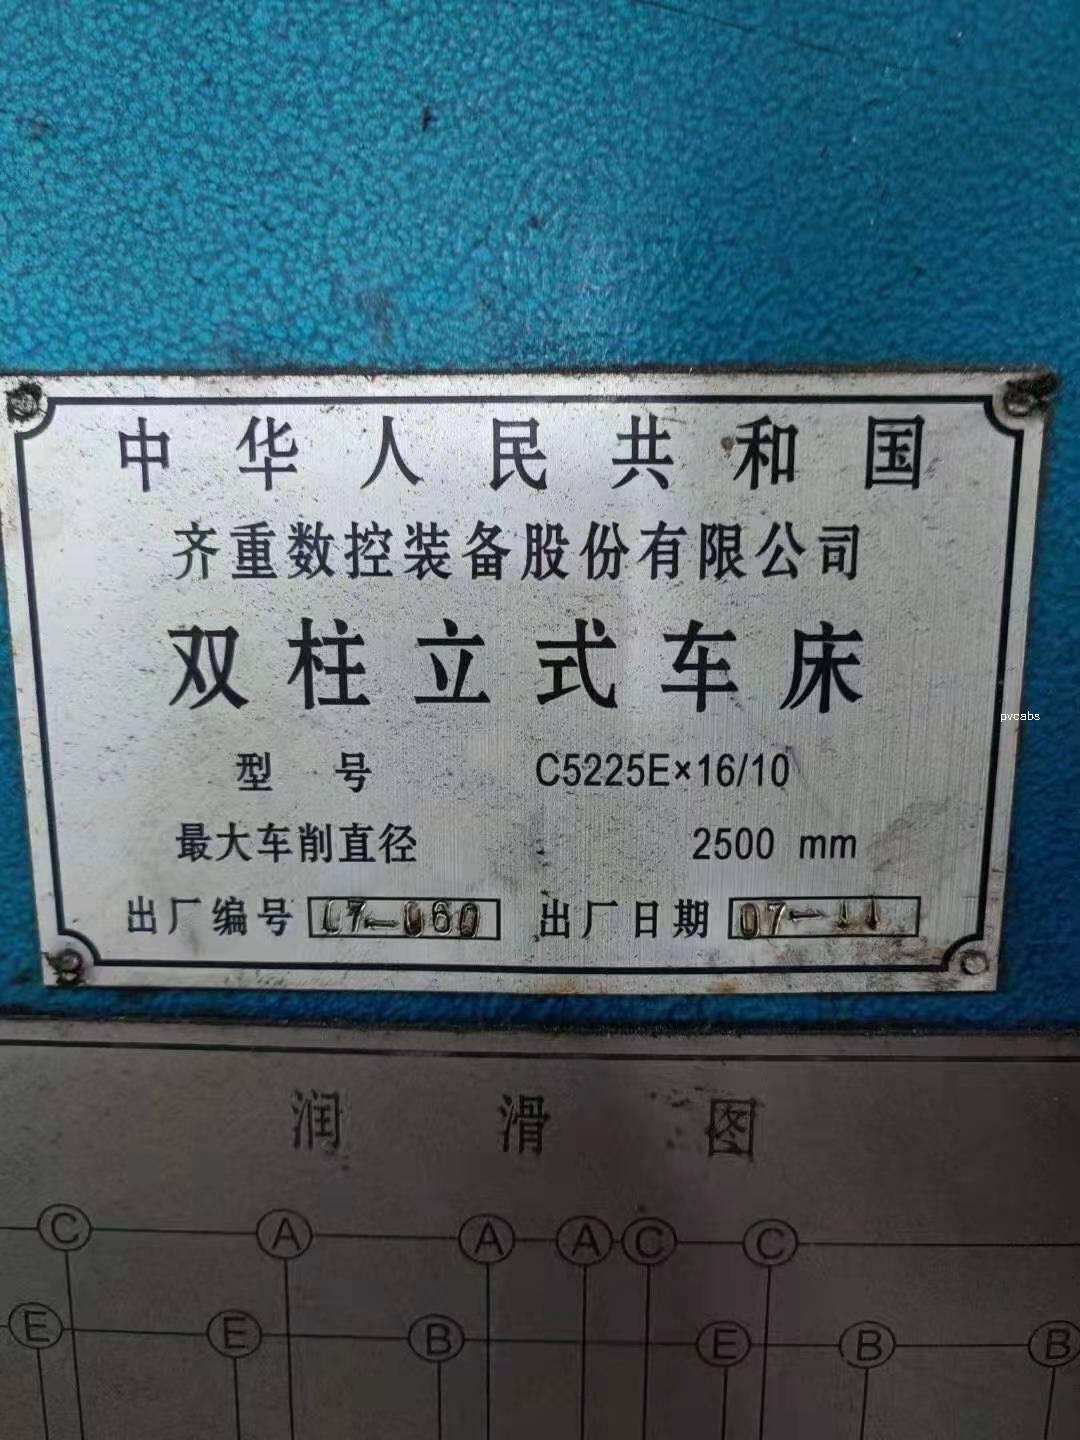 中华人民共和国
齐重数控装备股份有限公司
双柱立式车床
型号 C5225E×16/10
最大车削直径 2500 mm
出厂编号 07-060 出厂日期 07-11
pvcabs
润滑图
C A A A C C
E E B E B B